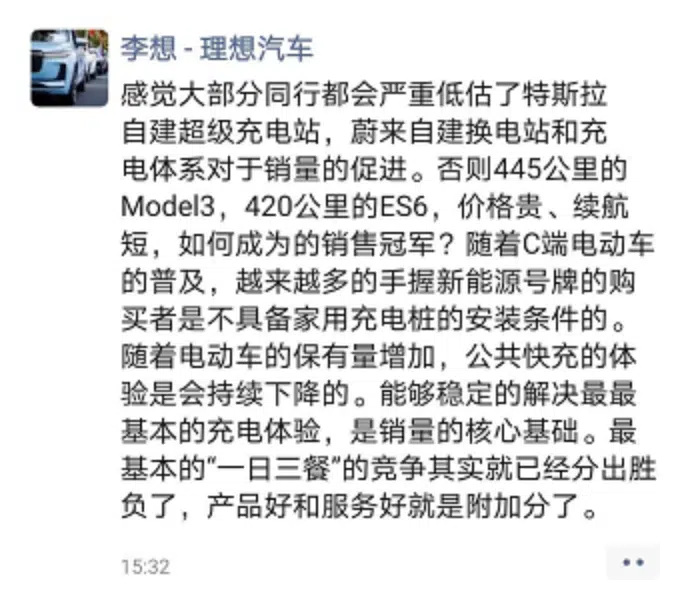 李想 - 理想汽车
感觉大部分同行都会严重低估了特斯拉
自建超级充电站，蔚来自建换电站和充
电体系对于销量的促进。否则445公里的
Model3，420公里的ES6，价格贵、续航
短，如何成为的销售冠军？随着C端电动车
的普及，越来越多的手握新能源号牌的购
买者是不具备家用充电桩的安装条件的。
随着电动车的保有量增加，公共快充的体
验是会持续下降的。能够稳定的解决最最
基本的充电体验，是销量的核心基础。最
基本的“一日三餐”的竞争其实就已经分出胜
负了，产品好和服务好就是附加分了。
15:32